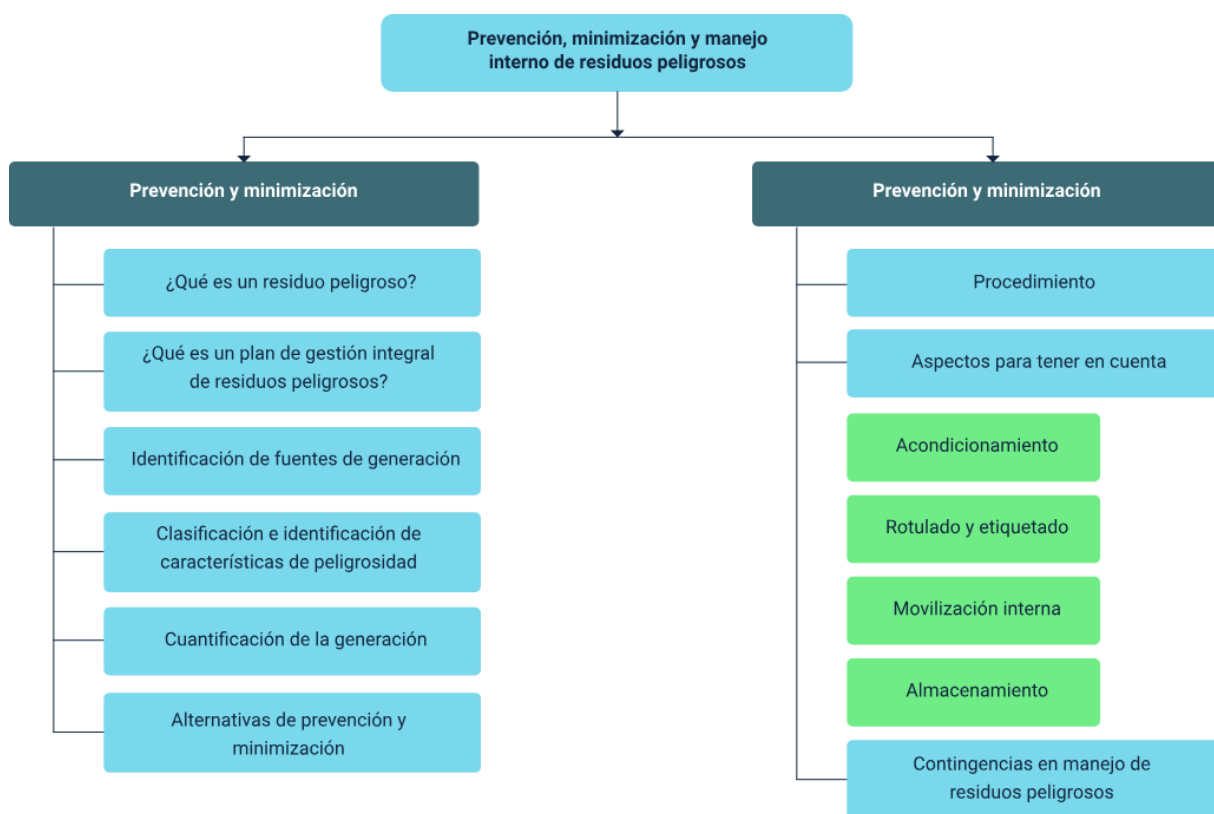 Prevención, minimización y manejo
interno de residuos peligrosos
Prevención y minimización
¿Qué es un residuo peligroso?
¿Qué es un plan de gestión integral
de residuos peligrosos?
Identificación de fuentes de generación
Clasificación e identificación de
características de peligrosidad
Cuantificación de la generación
Alternativas de prevención y
minimización
Prevención y minimización
Procedimiento
Aspectos para tener en cuenta
Acondicionamiento
Rotulado y etiquetado
Movilización interna
Almacenamiento
Contingencias en manejo de
residuos peligrosos